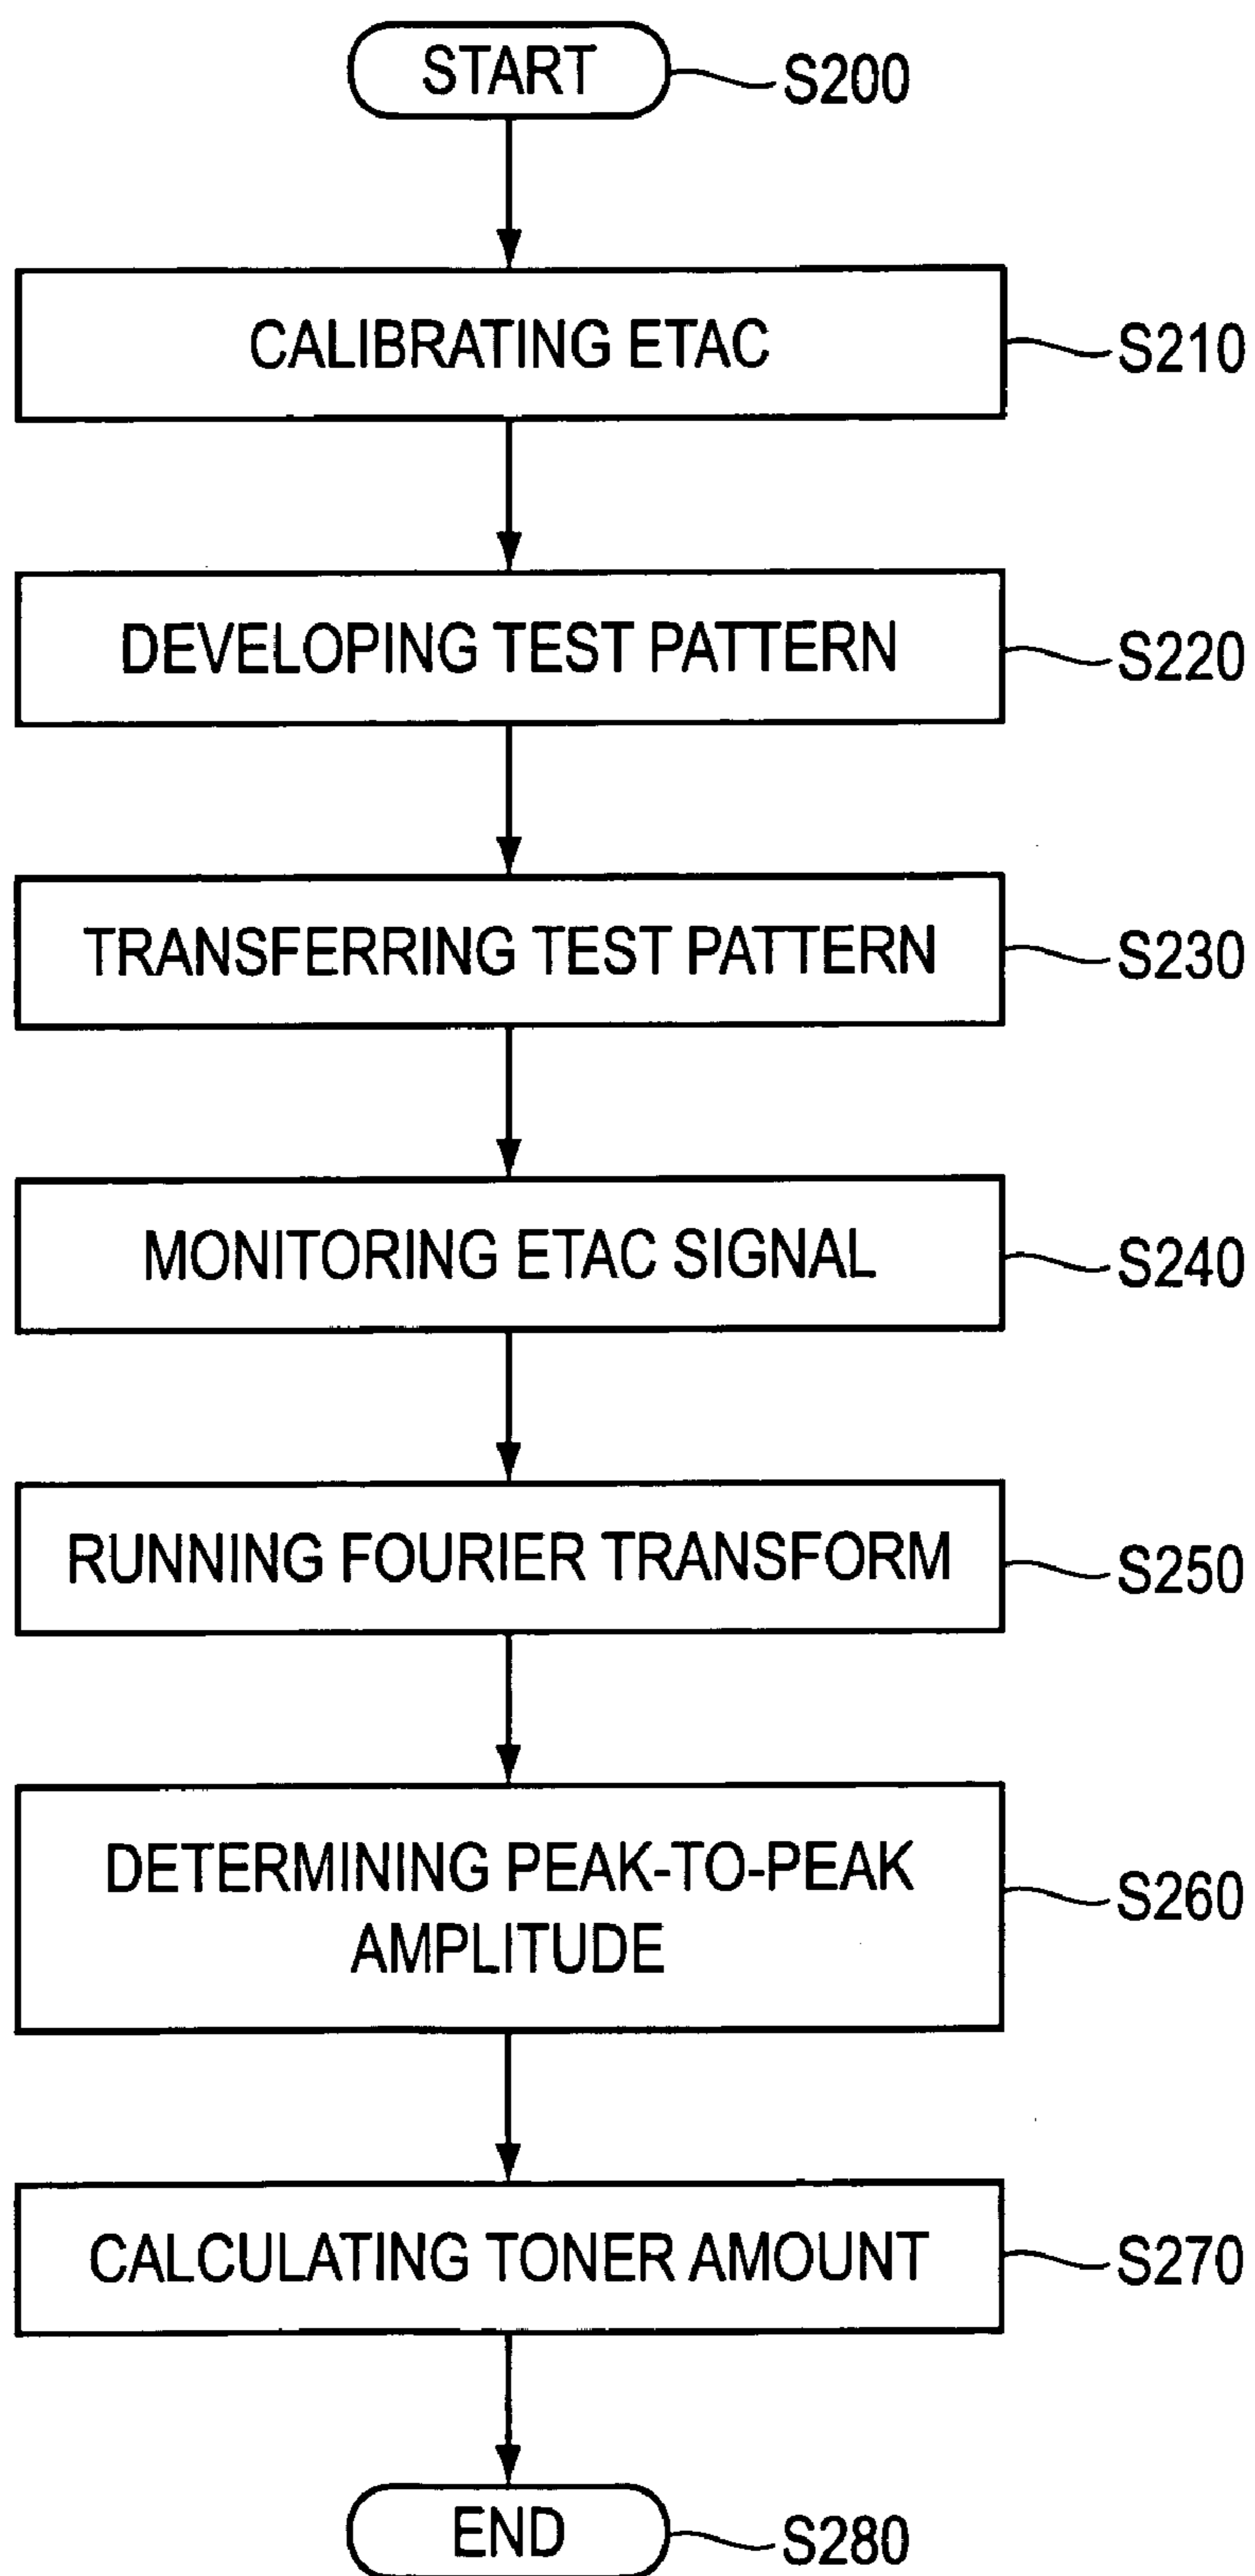 START
S200
CALIBRATING ETAC
S210
DEVELOPING TEST PATTERN
S220
TRANSFERRING TEST PATTERN
S230
MONITORING ETAC SIGNAL
S240
RUNNING FOURIER TRANSFORM
S250
DETERMINING PEAK-TO-PEAK
AMPLITUDE
S260
CALCULATING TONER AMOUNT
S270
END
S280